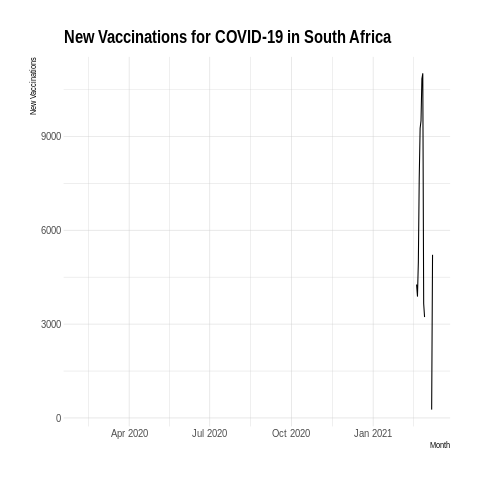 New Vaccinations for COVID-19 in South Africa
New Vaccinations
9000
6000
3000
0
Apr 2020 Jul 2020 Oct 2020 Jan 2021
Month